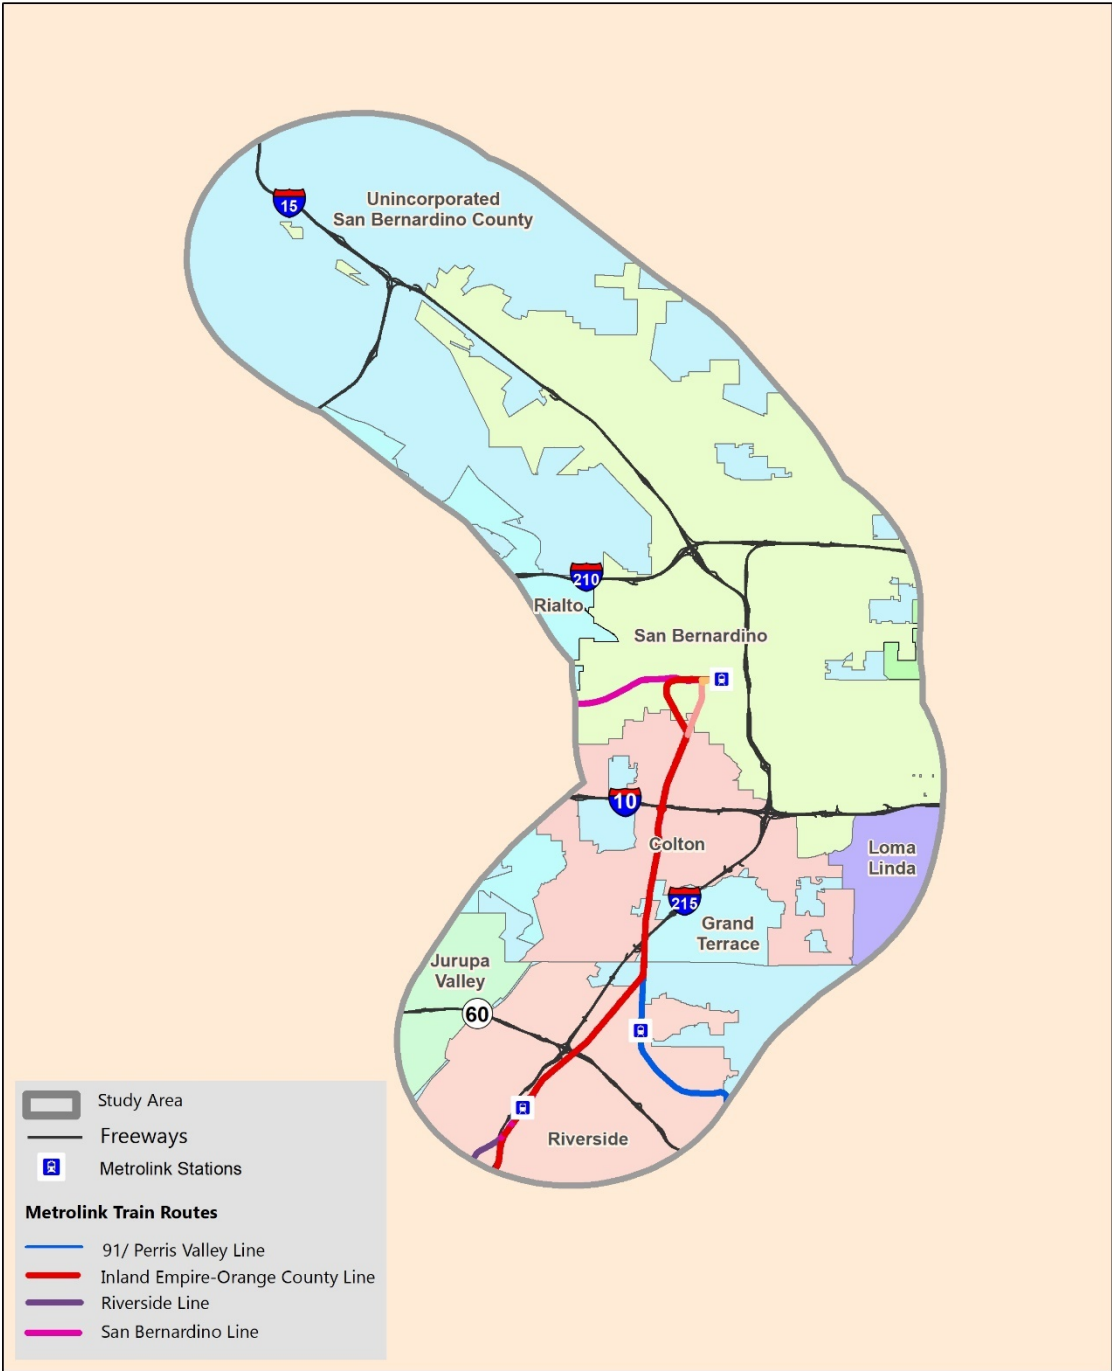 15
Unincorporated
San Bernardino County
210
Rialto
San Bernardino
10
Colton
Loma
Linda
215
Grand
Terrace
Jurupa
Valley
60
Riverside
Study Area
Freeways
Metrolink Stations
Metrolink Train Routes
91/ Perris Valley Line
Inland Empire-Orange County Line
Riverside Line
San Bernardino Line